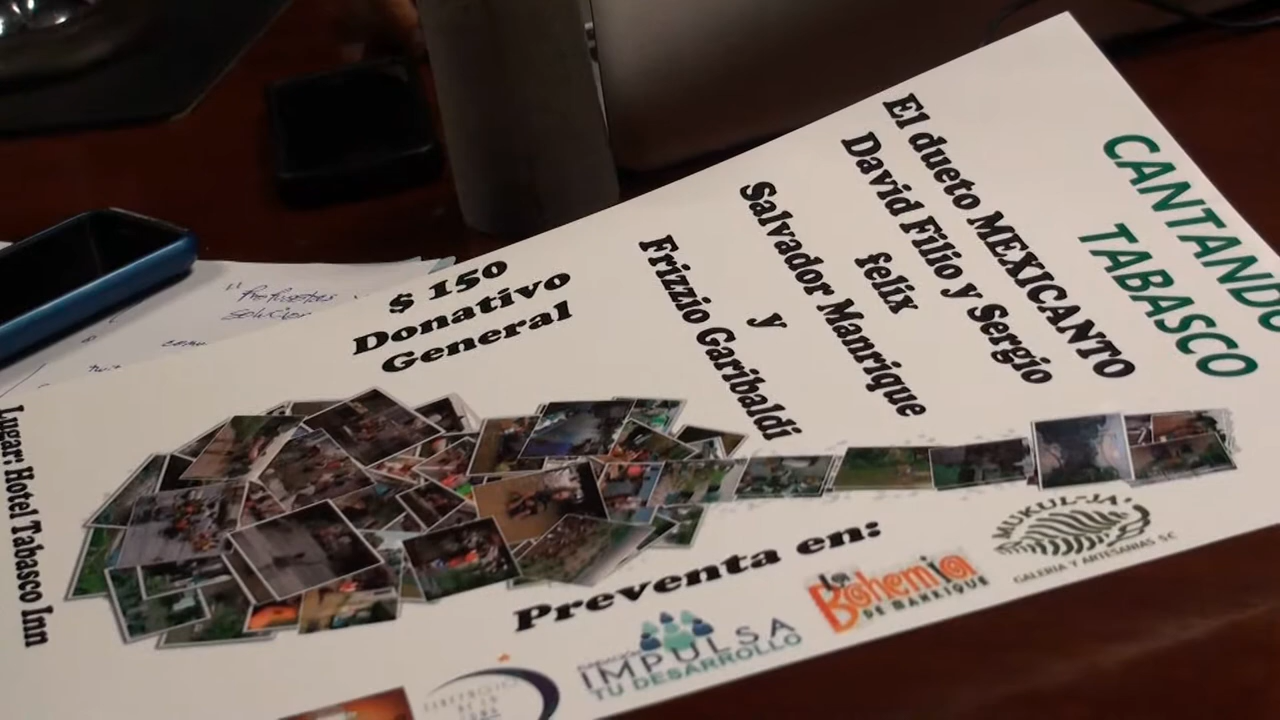 CANTANDO
TABASCO
El dueto MEXICANTO
David Filio y Sergio
felix
Salvador Manrique
y
Frizzio Garibaldi
$ 150
Donativo
General
Lugar: Hotel Tabasco Inn
Preventa en:
MUKUL-JA'
GALERIA Y ARTESANIAS SC
La
Bohemia
DE MANRIQUE
IMPULSA
TU DESARROLLO